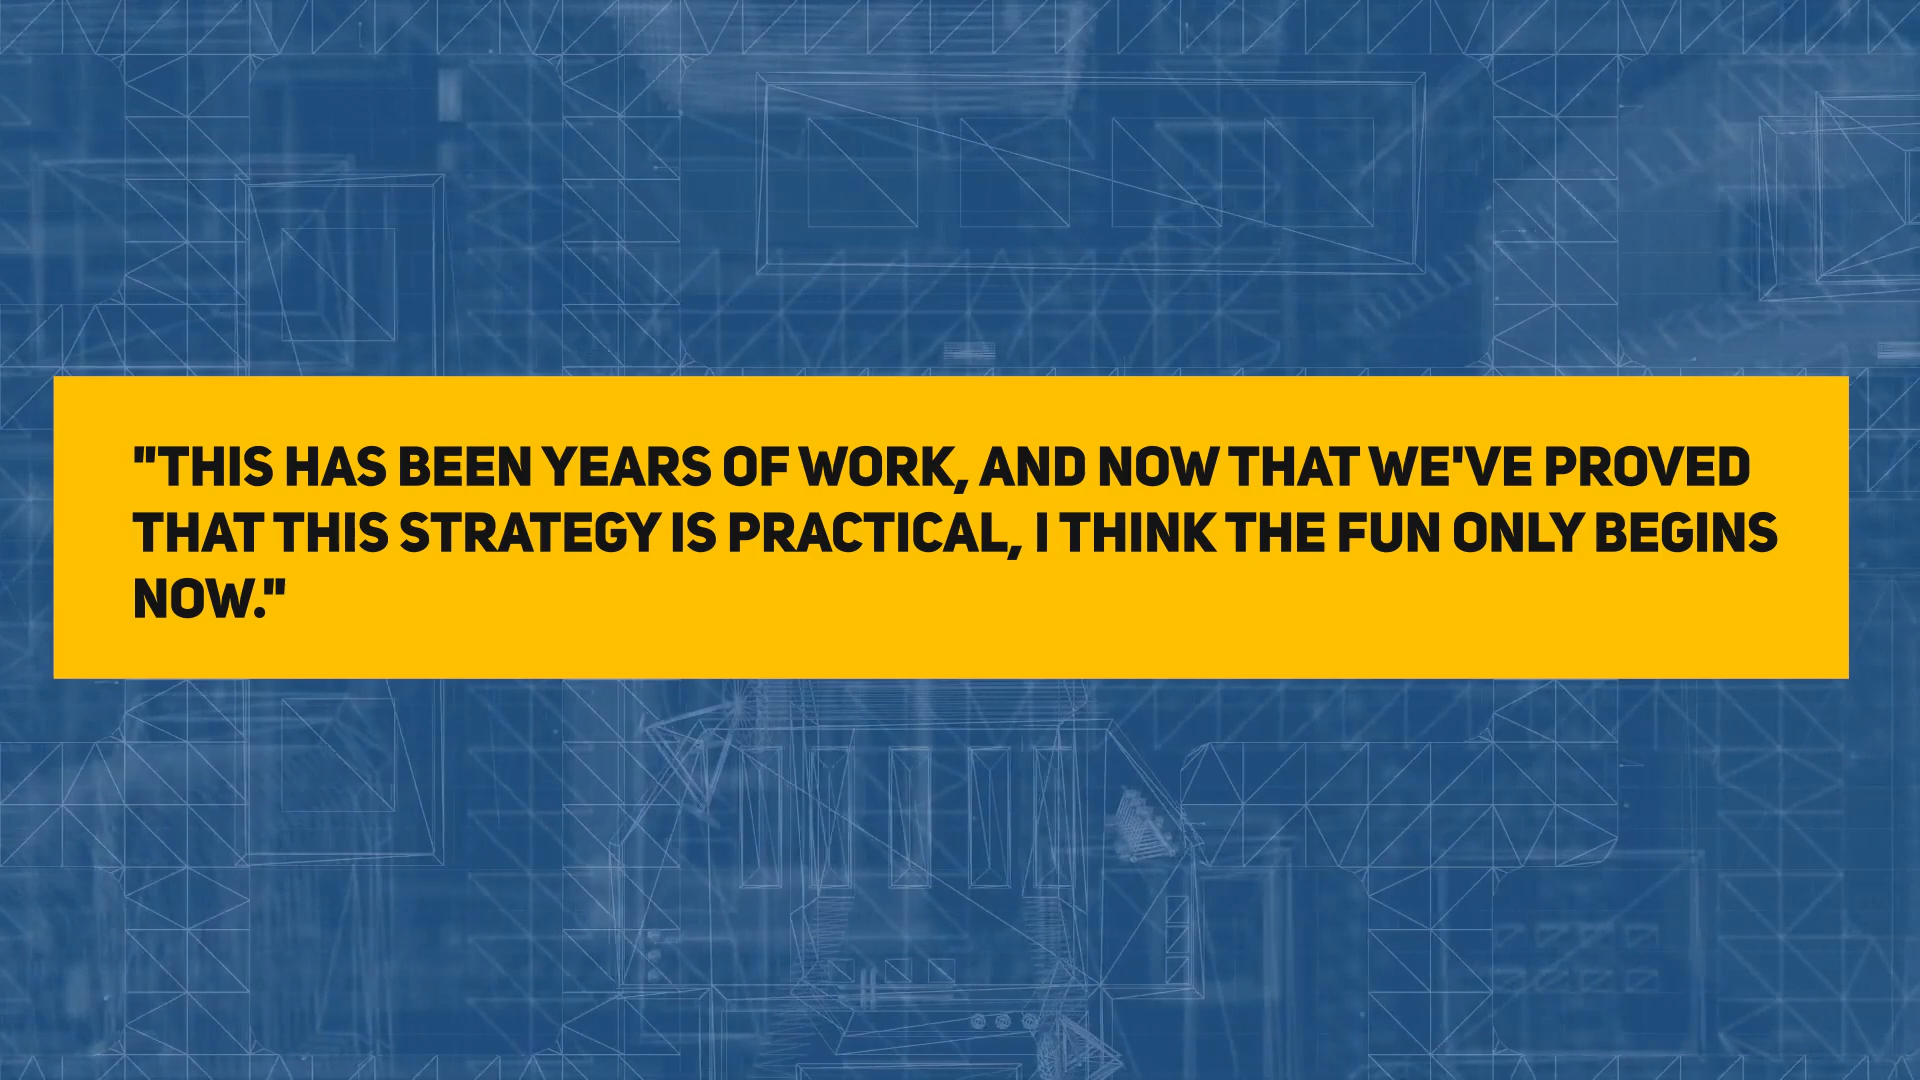 "THIS HAS BEEN YEARS OF WORK, AND NOW THAT WE'VE PROVED
THAT THIS STRATEGY IS PRACTICAL, I THINK THE FUN ONLY BEGINS
NOW."